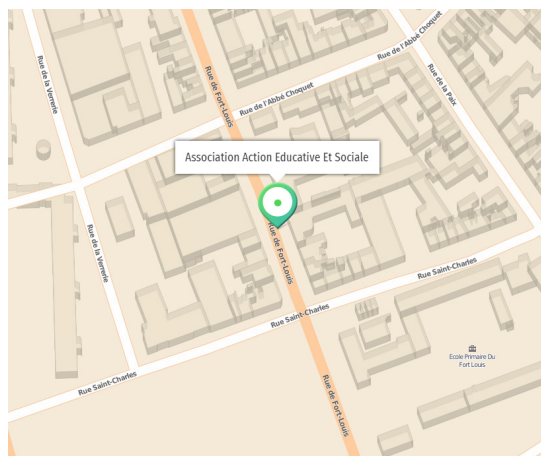 Rue de l'Abbé Choquet
Rue de la Verrerie
Rue de Fort-Louis
Rue de la Paix
Rue de l'Abbé Choquet
Association Action Educative Et Sociale
Rue de la Verrerie
Rue de Fort-Louis
Rue Saint-Charles
Rue Saint-Charles
Ecole Primaire Du
Fort Louis
Rue Saint-Charles
Rue de Fort-Louis